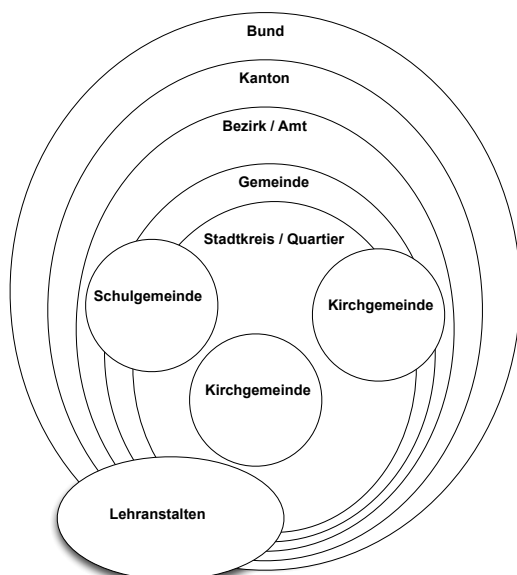 Bund
Kanton
Bezirk / Amt
Gemeinde
Stadtkreis / Quartier
Schulgemeinde
Kirchgemeinde
Kirchgemeinde
Lehranstalten